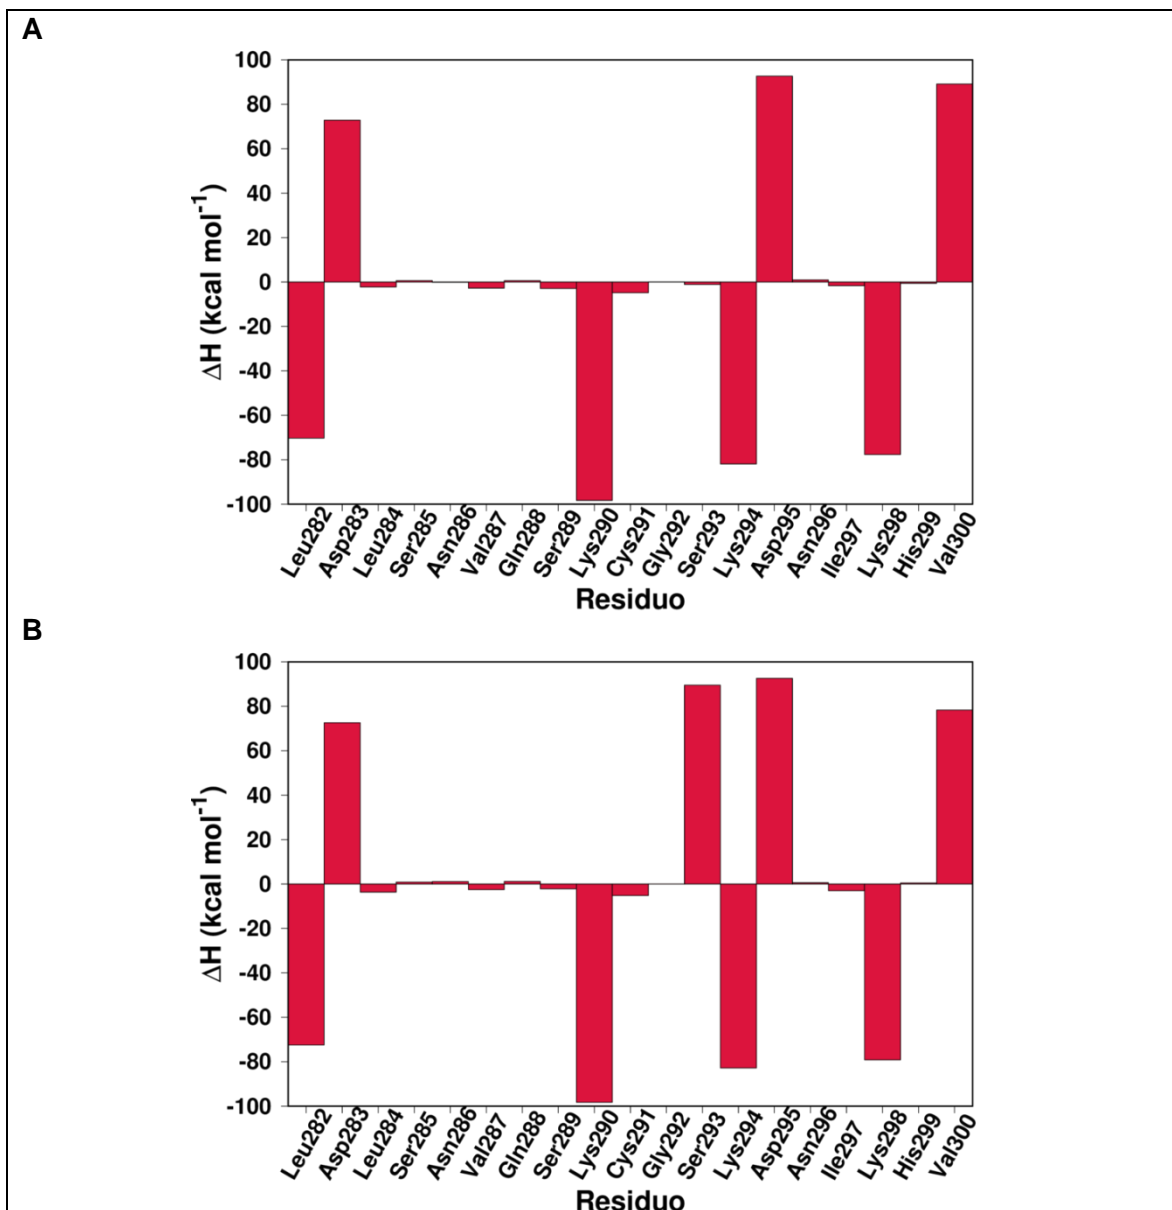 A
100
80
60
40
20
0
-20
-40
-60
-80
-100
ΔH (kcal mol⁻¹)
Leu282 Asp283 Leu284 Ser285 Asn286 Val287 Gln288 Ser289 Lys290 Cys291 Gly292 Ser293 Lys294 Asp295 Asn296 Ile297 Lys298 His299 Val300
Residuo
B
100
80
60
40
20
0
-20
-40
-60
-80
-100
ΔH (kcal mol⁻¹)
Leu282 Asp283 Leu284 Ser285 Asn286 Val287 Gln288 Ser289 Lys290 Cys291 Gly292 Ser293 Lys294 Asp295 Asn296 Ile297 Lys298 His299 Val300
Residuo